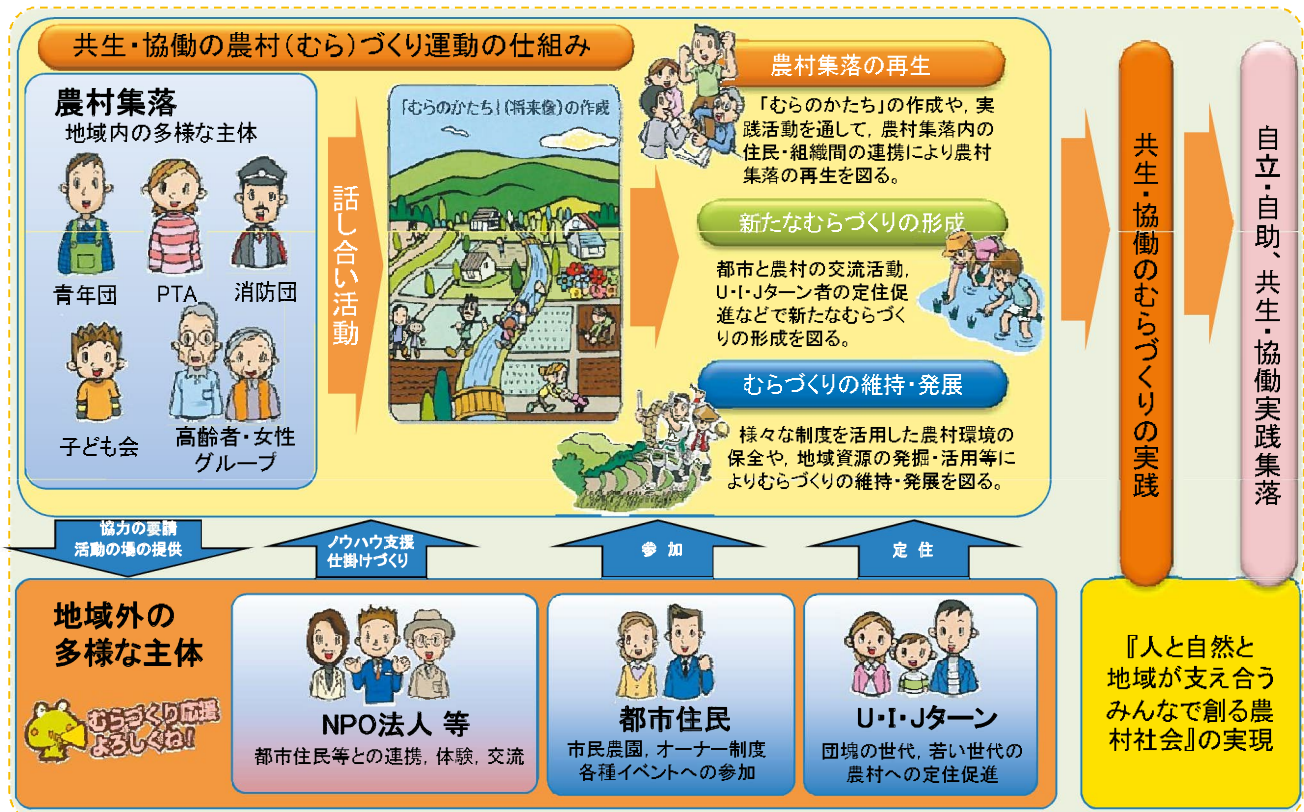 共生・協働の農村(むら)づくり運動の仕組み
農村集落
地域内の多様な主体
青年団
PTA
消防団
子ども会
高齢者・女性
グループ
話し合い活動
「むらのかたち」(将来像)の作成
農村集落の再生
「むらのかたち」の作成や,実
践活動を通して,農村集落内の
住民・組織間の連携により農村
集落の再生を図る。
新たなむらづくりの形成
都市と農村の交流活動,
U・I・Jターン者の定住促
進などで新たなむらづく
りの形成を図る。
むらづくりの維持・発展
様々な制度を活用した農村環境の
保全や,地域資源の発掘・活用等に
よりむらづくりの維持・発展を図る。
共生・協働のむらづくりの実践
自立・自助、共生・協働実践集落
協力の要請
活動の場の提供
ノウハウ支援
仕掛けづくり
参加
定住
地域外の
多様な主体
むらづくり応援
よろしくね!
NPO法人 等
都市住民等との連携,体験,交流
都市住民
市民農園,オーナー制度
各種イベントへの参加
U・I・Jターン
団塊の世代,若い世代の
農村への定住促進
『人と自然と
地域が支え合う
みんなで創る農
村社会』の実現